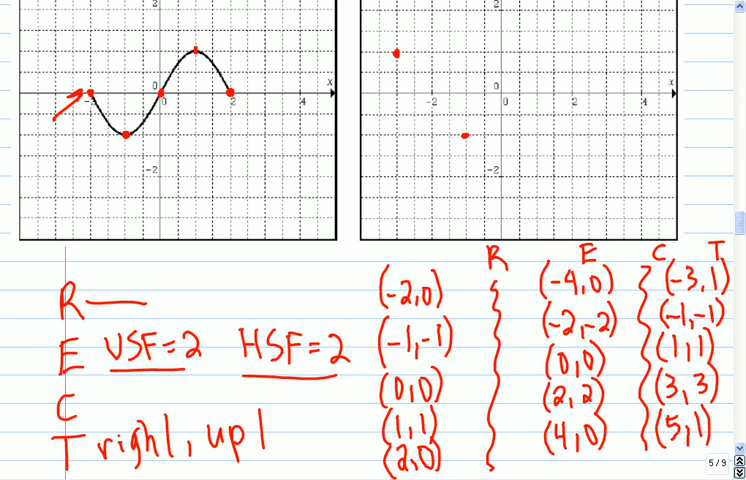 2 2
0 x 0 x
-2 0 2 4 -2 0 2 4
-2 -2
R E C T
R— (-2,0) (-4,0) (-3,1)
(-1,-1) (-2,-2) (-1,-1)
E VSF=2 HSF=2
(0,0) (0,0) (1,1)
C (1,1) (2,2) (3,3)
T right 1, up 1
(2,0) (4,0) (5,1)
5/9